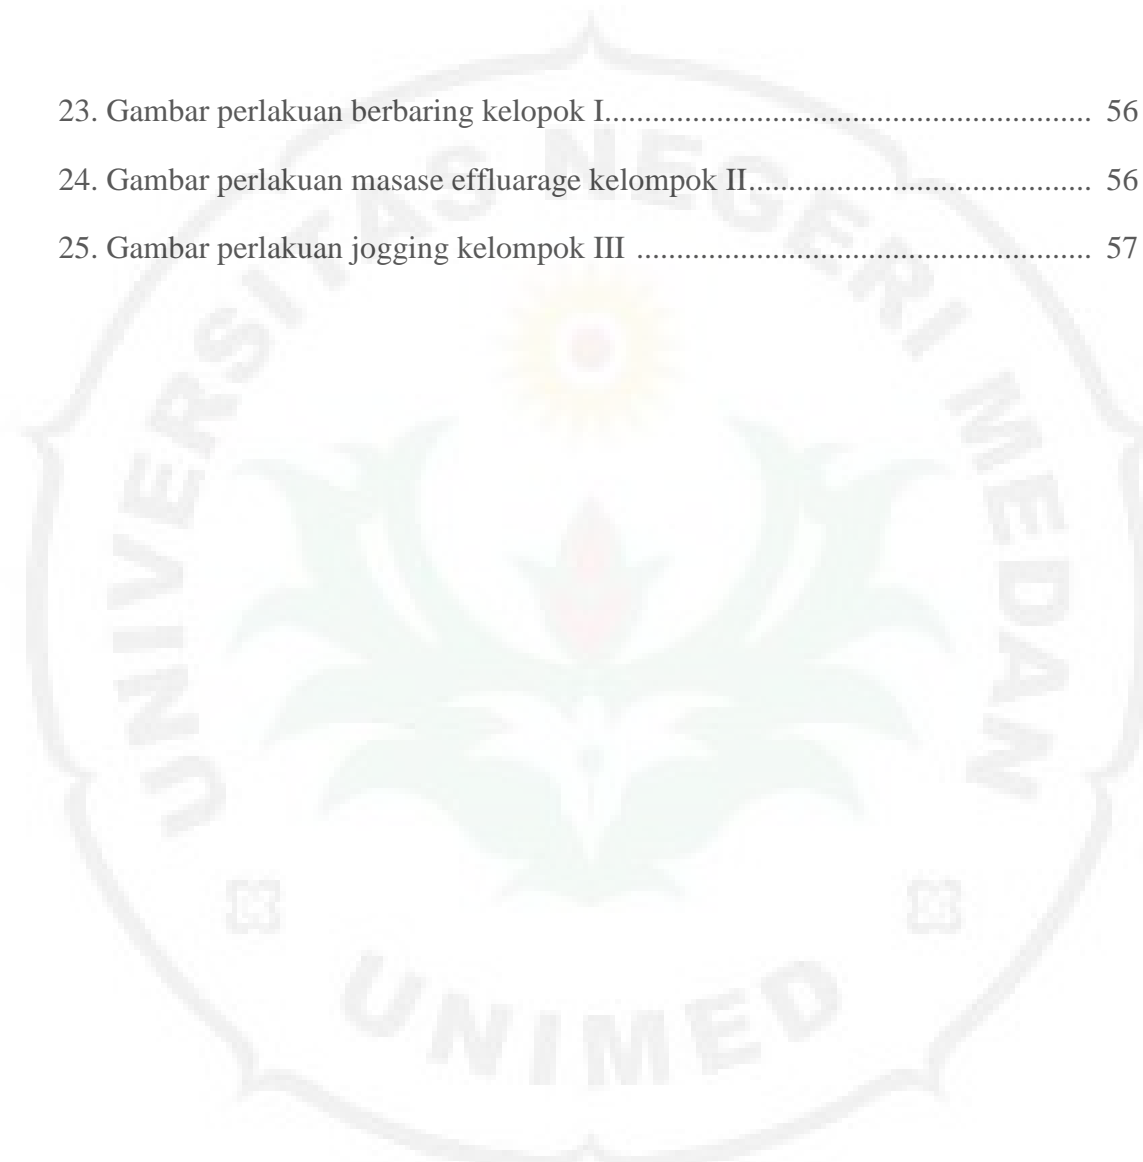 23. Gambar perlakuan berbaring kelopok I............................................................. 56
24. Gambar perlakuan masase effluarage kelompok II........................................... 56
25. Gambar perlakuan jogging kelompok III ......................................................... 57
UNIVERSITAS NEGERI MEDAN
UNIMED